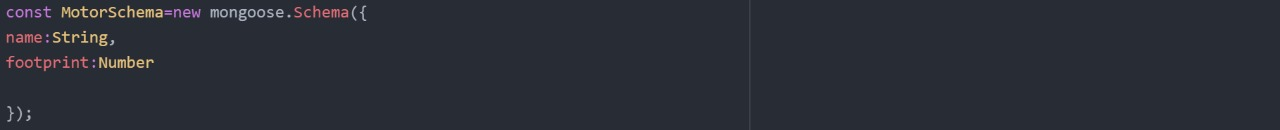 const MotorSchema=new mongoose.Schema({
name:String,
footprint:Number
});